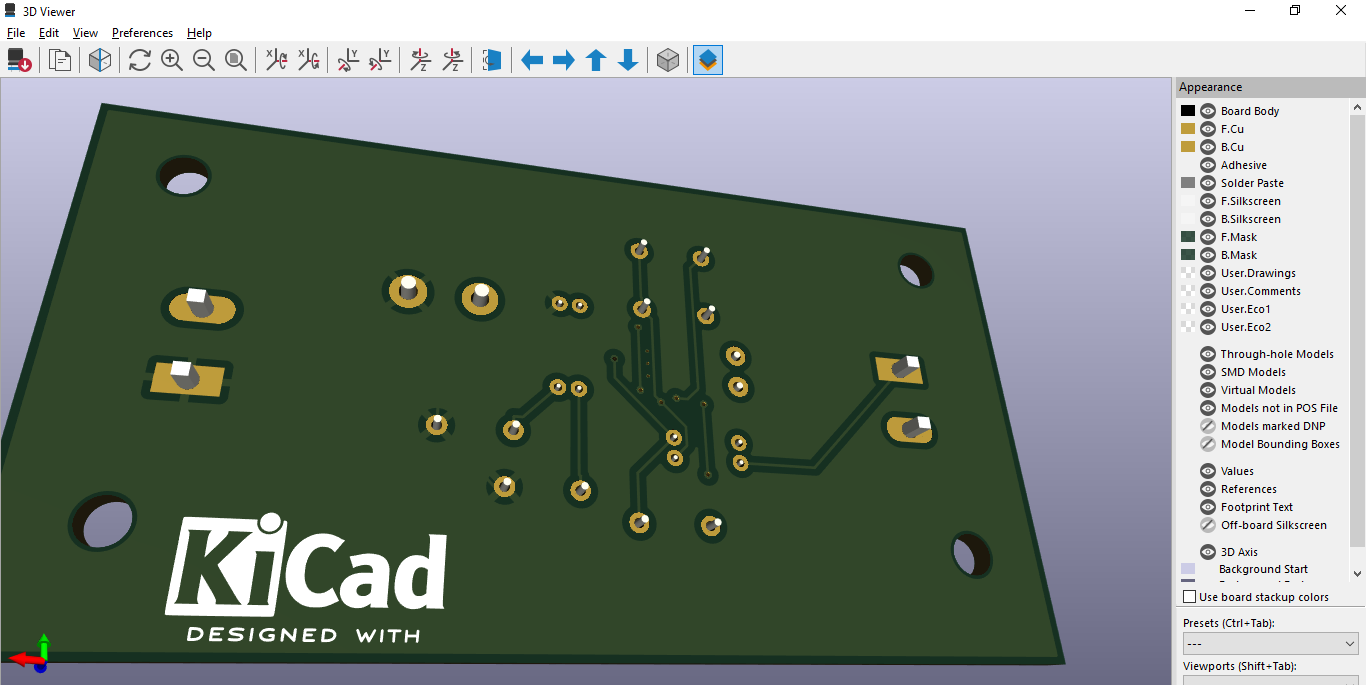 3D Viewer
File Edit View Preferences Help
Appearance
Board Body
F.Cu
B.Cu
Adhesive
Solder Paste
F.Silkscreen
B.Silkscreen
F.Mask
B.Mask
User.Drawings
User.Comments
User.Eco1
User.Eco2
Through-hole Models
SMD Models
Virtual Models
Models not in POS File
Models marked DNP
Model Bounding Boxes
Values
References
Footprint Text
Off-board Silkscreen
3D Axis
Background Start
Use board stackup colors
Presets (Ctrl+Tab):
---
Viewports (Shift+Tab):
KiCad
DESIGNED WITH